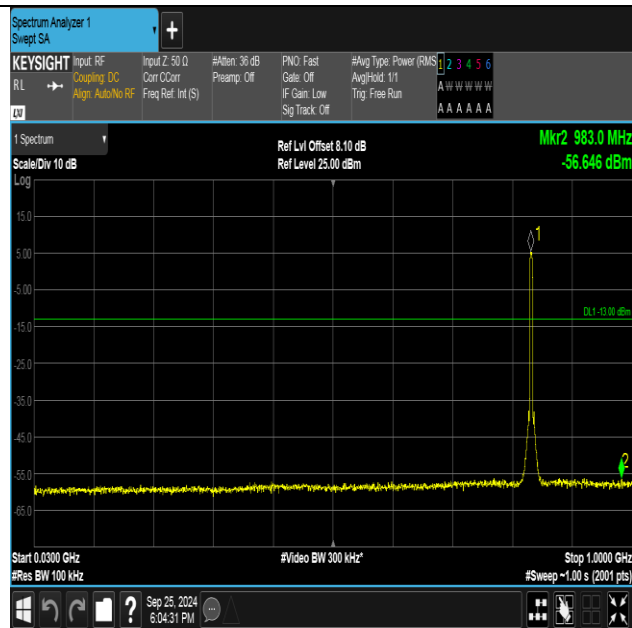 Spectrum Analyzer 1
Swept SA
+
KEYSIGHT
RL
LXI
Input: RF
Coupling: DC
Align: Auto/No RF
Input Z: 50 Ω
Corr CCorr
Freq Ref: Int (S)
#Atten: 36 dB
Preamp: Off
PNO: Fast
Gate: Off
IF Gain: Low
Sig Track: Off
#Avg Type: Power (RMS
Avg|Hold: 1/1
Trig: Free Run
1 2 3 4 5 6
A W W W W W
A A A A A A
1 Spectrum
Scale/Div 10 dB
Log
Ref Lvl Offset 8.10 dB
Ref Level 25.00 dBm
Mkr2 983.0 MHz
-56.646 dBm
15.0
1
5.00
-5.00
DL1 -13.00 dBm
-15.0
-25.0
-35.0
-45.0
2
-55.0
-65.0
Start 0.0300 GHz
#Res BW 100 kHz
#Video BW 300 kHz*
Stop 1.0000 GHz
#Sweep ~1.00 s (2001 pts)
?
Sep 25, 2024
6:04:31 PM